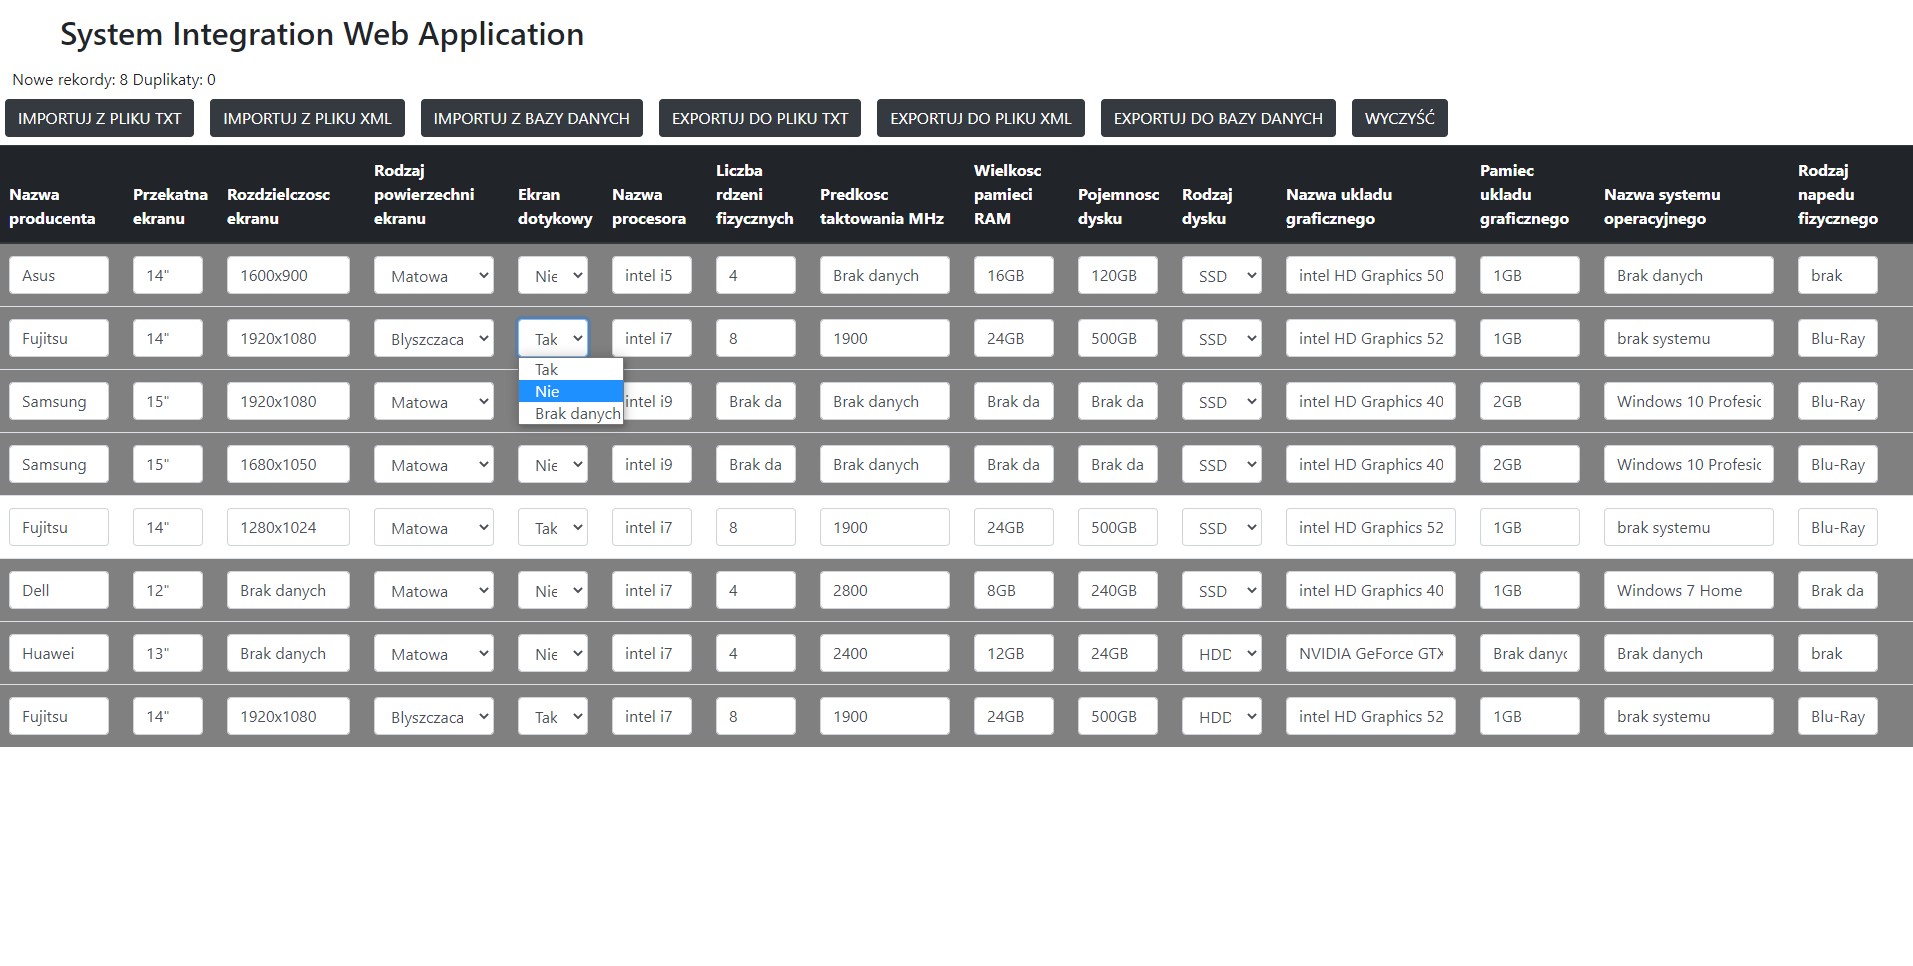 System Integration Web Application
Nowe rekordy: 8 Duplikaty: 0
IMPORTUJ Z PLIKU TXT IMPORTUJ Z PLIKU XML IMPORTUJ Z BAZY DANYCH EXPORTUJ DO PLIKU TXT EXPORTUJ DO PLIKU XML EXPORTUJ DO BAZY DANYCH WYCZYŚĆ
Nazwa producenta Przekatna ekranu Rozdzielczosc ekranu Rodzaj powierzechni ekranu Ekran dotykowy Nazwa procesora Liczba rdzeni fizycznych Predkosc taktowania MHz Wielkosc pamieci RAM Pojemnosc dysku Rodzaj dysku Nazwa ukladu graficznego Pamiec ukladu graficznego Nazwa systemu operacyjnego Rodzaj napedu fizycznego
Asus 14" 1600x900 Matowa Nie intel i5 4 Brak danych 16GB 120GB SSD intel HD Graphics 50 1GB Brak danych brak
Fujitsu 14" 1920x1080 Blyszczaca Tak intel i7 8 1900 24GB 500GB SSD intel HD Graphics 52 1GB brak systemu Blu-Ray
Tak
Nie
Brak danych
Samsung 15" 1920x1080 Matowa intel i9 Brak da Brak danych Brak da Brak da SSD intel HD Graphics 40 2GB Windows 10 Profesic Blu-Ray
Samsung 15" 1680x1050 Matowa Nie intel i9 Brak da Brak danych Brak da Brak da SSD intel HD Graphics 40 2GB Windows 10 Profesic Blu-Ray
Fujitsu 14" 1280x1024 Matowa Tak intel i7 8 1900 24GB 500GB SSD intel HD Graphics 52 1GB brak systemu Blu-Ray
Dell 12" Brak danych Matowa Nie intel i7 4 2800 8GB 240GB SSD intel HD Graphics 40 1GB Windows 7 Home Brak da
Huawei 13" Brak danych Matowa Nie intel i7 4 2400 12GB 24GB HDD NVIDIA GeForce GTX Brak danyc Brak danych brak
Fujitsu 14" 1920x1080 Blyszczaca Tak intel i7 8 1900 24GB 500GB HDD intel HD Graphics 52 1GB brak systemu Blu-Ray